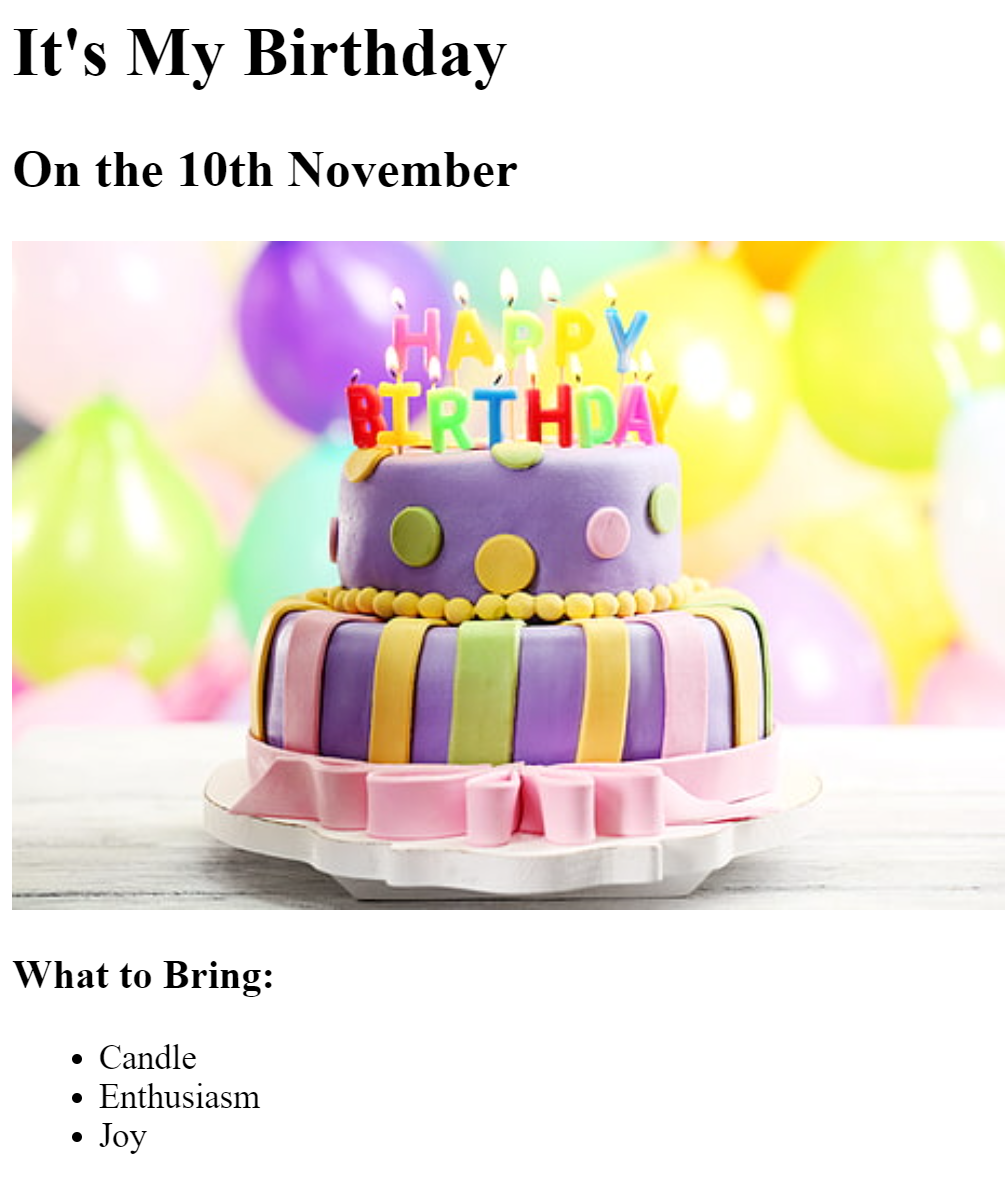 It's My Birthday
On the 10th November
HAPPY
BIRTHDAY
What to Bring:
Candle
Enthusiasm
Joy